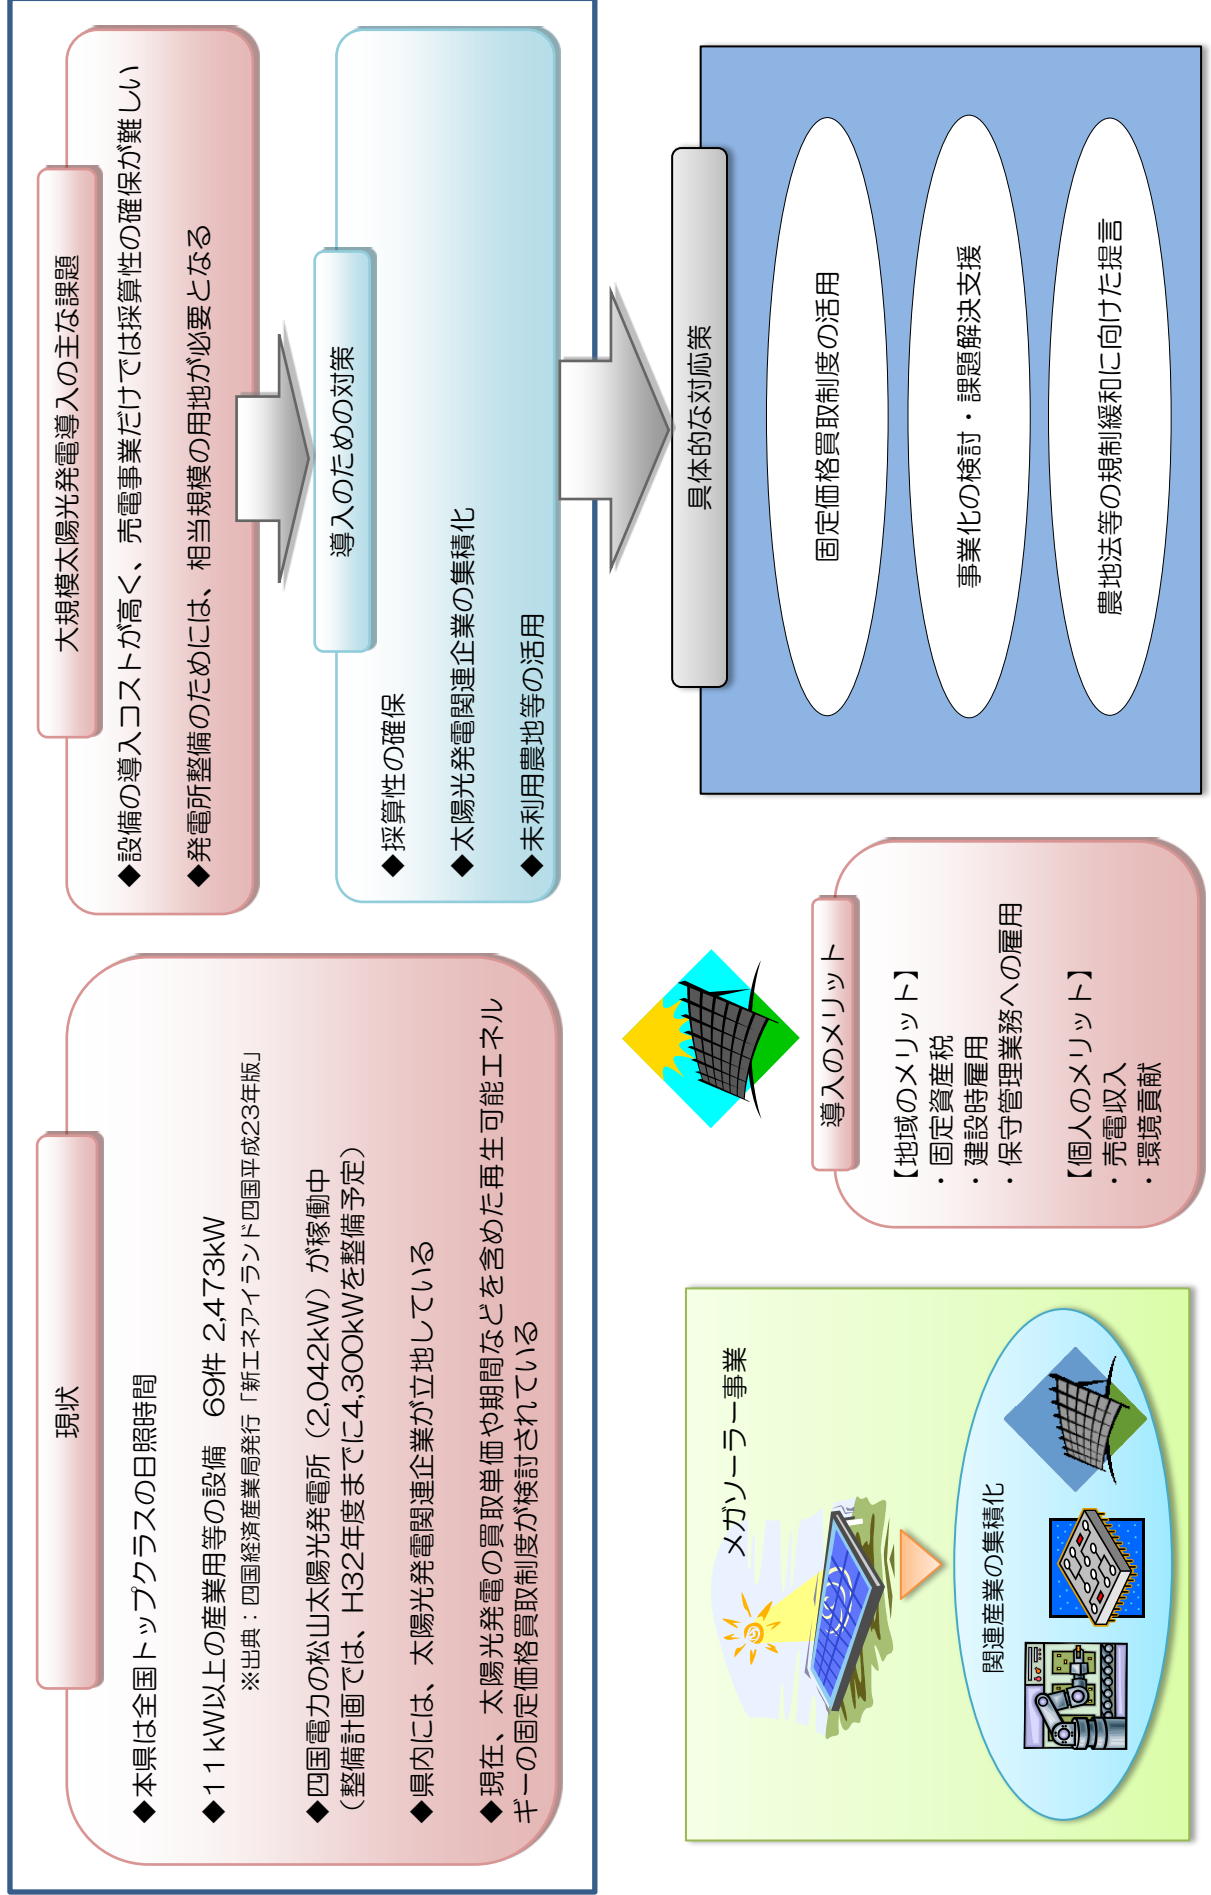 現状
◆本県は全国トップクラスの日照時間
◆11kW以上の産業用等の設備　69件 2,473kW
※出典：四国経済産業局発行「新エネアイランド四国平成23年版」
◆四国電力の松山太陽光発電所（2,042kW）が稼働中
（整備計画では、H32年度までに4,300kWを整備予定）
◆県内には、太陽光発電関連企業が立地している
◆現在、太陽光発電の買取単価や期間などを含めた再生可能エネル
ギーの固定価格買取制度が検討されている
大規模太陽光発電導入の主な課題
◆設備の導入コストが高く、売電事業だけでは採算性の確保が難しい
◆発電所整備のためには、相当規模の用地が必要となる
導入のための対策
◆採算性の確保
◆太陽光発電関連企業の集積化
◆未利用農地等の活用
メガソーラー事業
関連産業の集積化
導入のメリット
【地域のメリット】
・固定資産税
・建設時雇用
・保守管理業務への雇用
【個人のメリット】
・売電収入
・環境貢献
具体的な対応策
固定価格買取制度の活用
事業化の検討・課題解決支援
農地法等の規制緩和に向けた提言